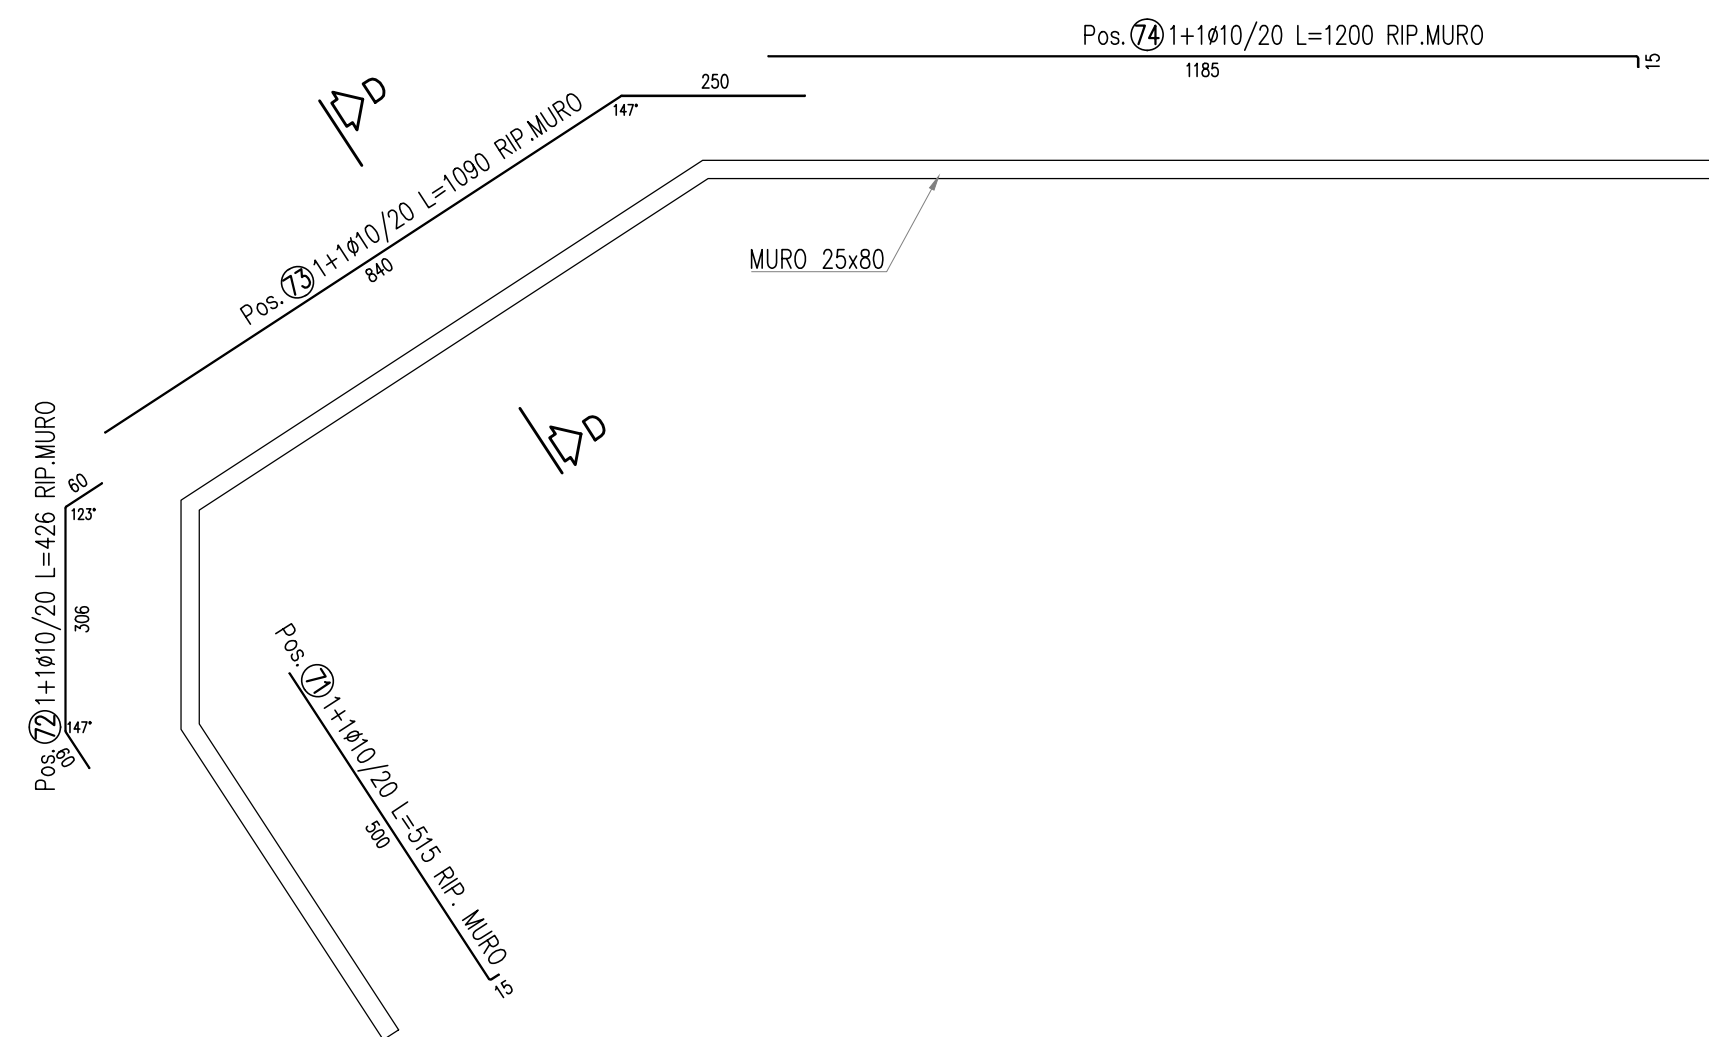 Pos. 74 1+1ø10/20 L=1200 RIP.MURO
1185
15
250
147°
D
Pos. 73 1+1ø10/20 L=1090 RIP.MURO
840
MURO 25x80
D
Pos. 72 1+1ø10/20 L=426 RIP.MURO
60
123°
306
147°
60
Pos. 71 1+1ø10/20 L=515 RIP. MURO
500
15